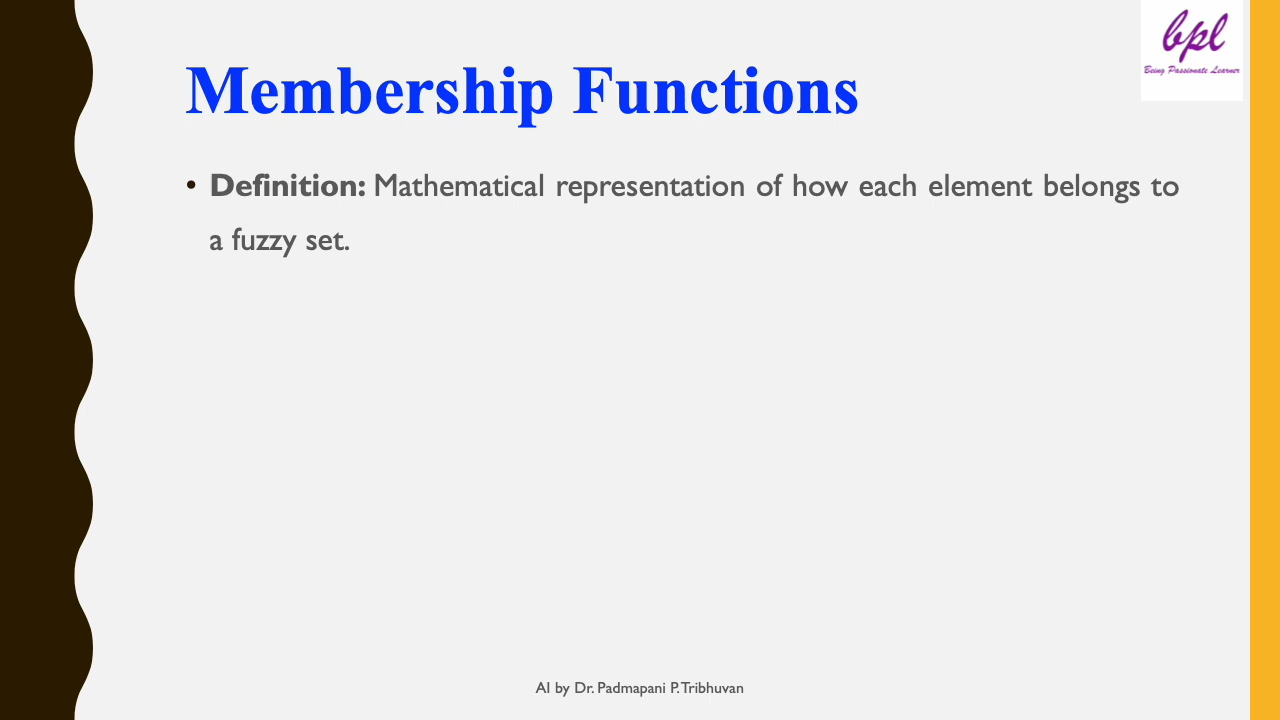 bpl
Being Passionate Learner
Membership Functions
• Definition: Mathematical representation of how each element belongs to
a fuzzy set.
AI by Dr. Padmapani P. Tribhuvan